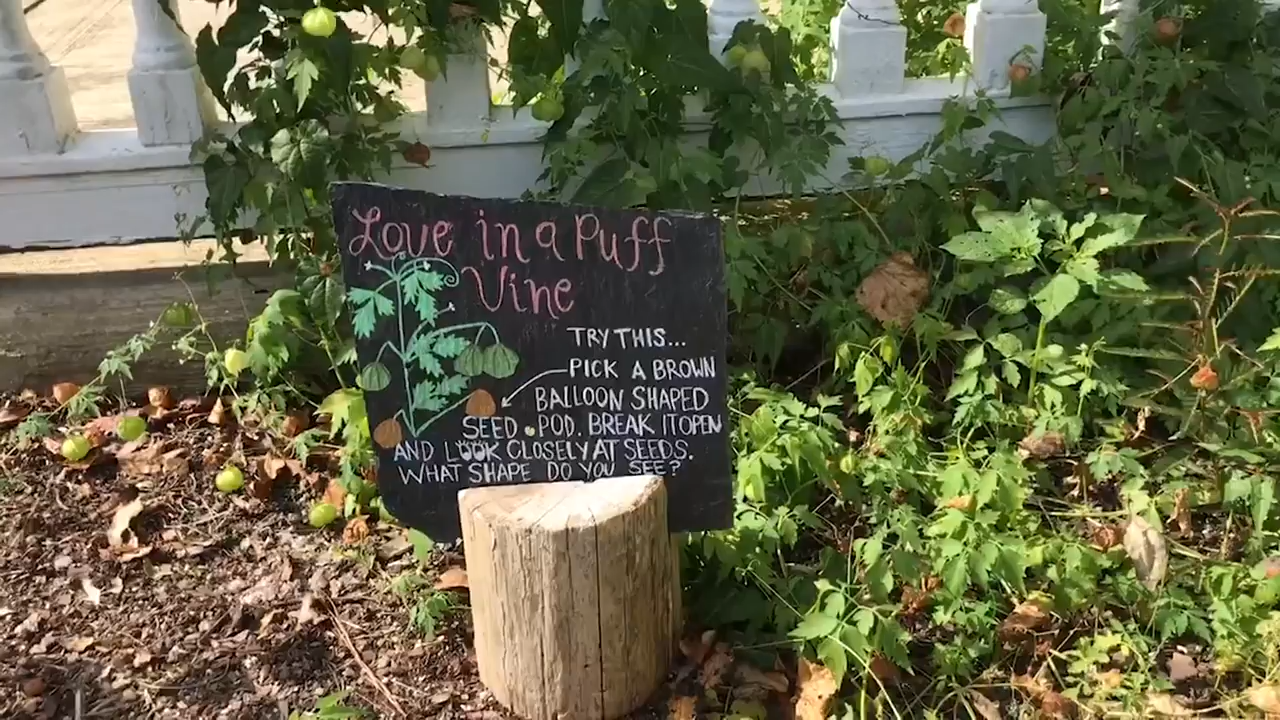 Love in a Puff
Vine
TRY THIS...
PICK A BROWN
BALLOON SHAPED
SEED POD. BREAK IT OPEN
AND LOOK CLOSELY AT SEEDS.
WHAT SHAPE DO YOU SEE?